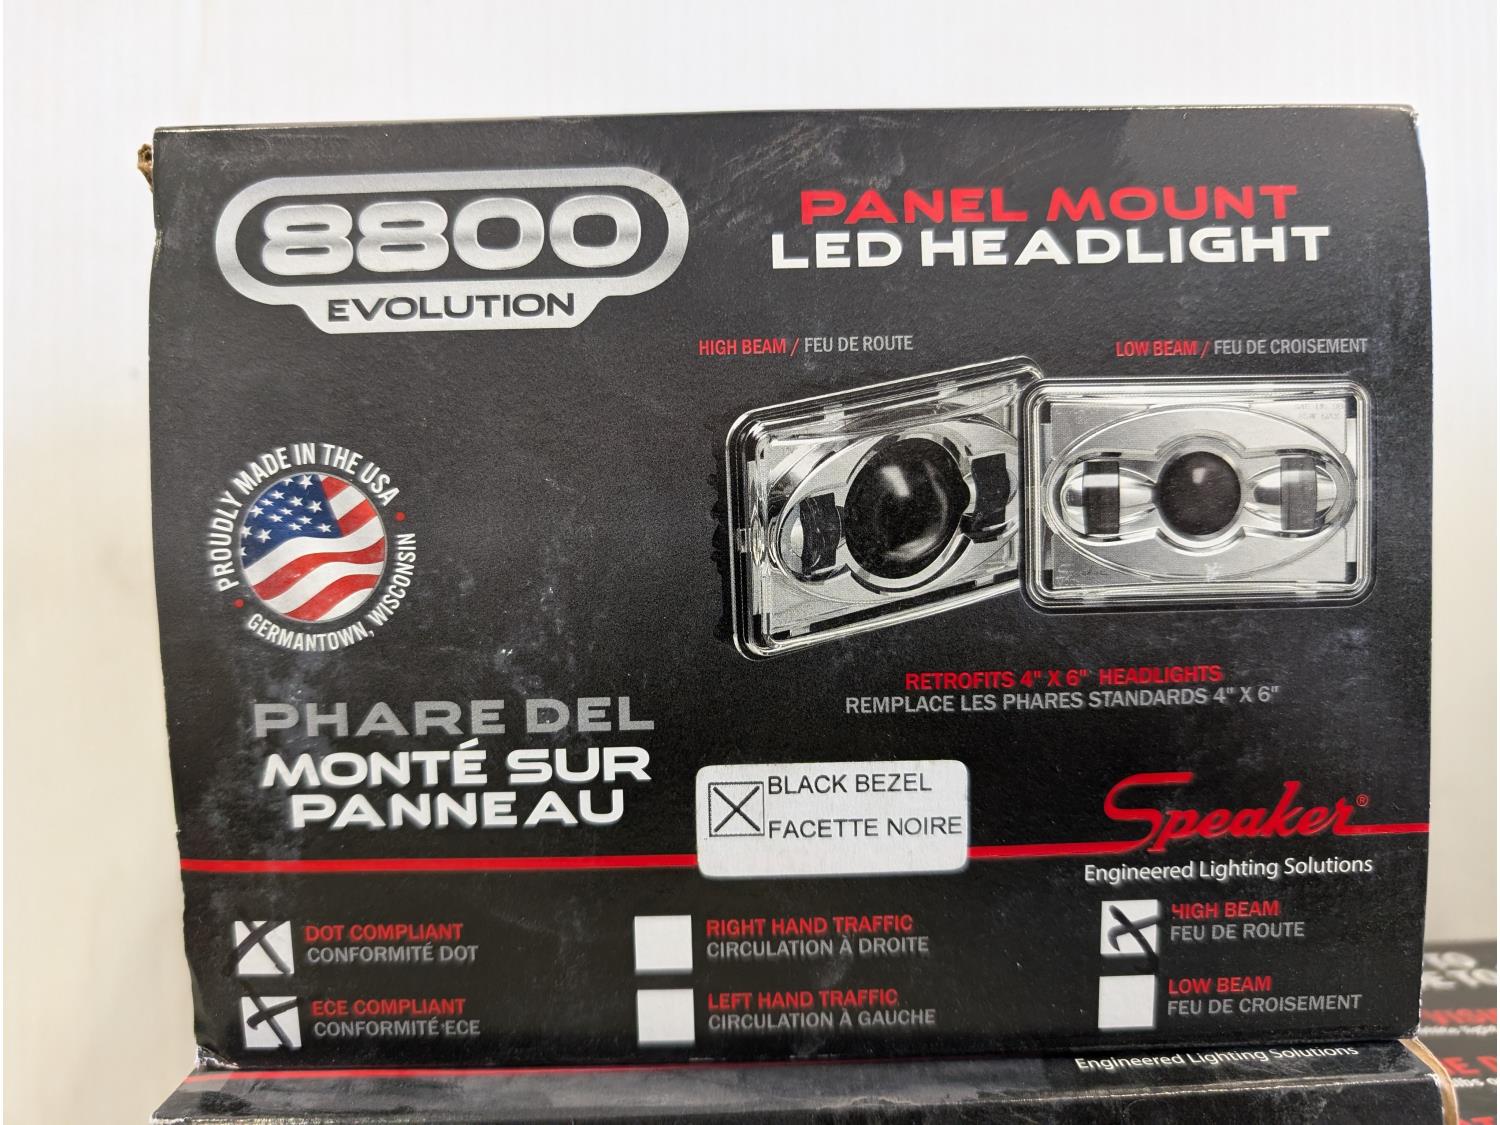 8800
EVOLUTION
PANEL MOUNT
LED HEADLIGHT
HIGH BEAM / FEU DE ROUTE
LOW BEAM / FEU DE CROISEMENT
PROUDLY MADE IN THE USA
GERMANTOWN, WISCONSIN
RETROFITS 4" X 6" HEADLIGHTS
REMPLACE LES PHARES STANDARDS 4" X 6"
PHARE DEL
MONTÉ SUR
PANNEAU
BLACK BEZEL
FACETTE NOIRE
Speaker®
Engineered Lighting Solutions
DOT COMPLIANT
CONFORMITÉ DOT
ECE COMPLIANT
CONFORMITÉ ECE
RIGHT HAND TRAFFIC
CIRCULATION À DROITE
LEFT HAND TRAFFIC
CIRCULATION À GAUCHE
HIGH BEAM
FEU DE ROUTE
LOW BEAM
FEU DE CROISEMENT
Engineered Lighting Solutions